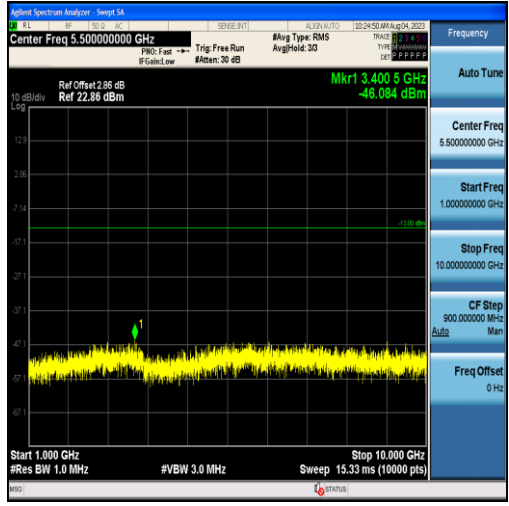 Agilent Spectrum Analyzer - Swept SA
RL RF 50 Ω AC SENSE:INT ALIGN AUTO 10:24:50 AM Aug 04, 2023
Center Freq 5.500000000 GHz
#Avg Type: RMS
TRACE 1 2 3 4 5 6
PNO: Fast
Trig: Free Run
Avg|Hold: 3/3
TYPE M
IFGain:Low
#Atten: 30 dB
DET P P P P P P
Mkr1 3.400 5 GHz
-46.084 dBm
Ref Offset 2.86 dB
10 dB/div Ref 22.86 dBm
Log
12.9
2.86
-7.14
-13.00 dBm
-17.1
-27.1
-37.1
1
-47.1
-57.1
-67.1
Start 1.000 GHz
Stop 10.000 GHz
#Res BW 1.0 MHz
#VBW 3.0 MHz
Sweep 15.33 ms (10000 pts)
MSG
STATUS
Frequency
Auto Tune
Center Freq
5.500000000 GHz
Start Freq
1.000000000 GHz
Stop Freq
10.000000000 GHz
CF Step
900.000000 MHz
Auto Man
Freq Offset
0 Hz